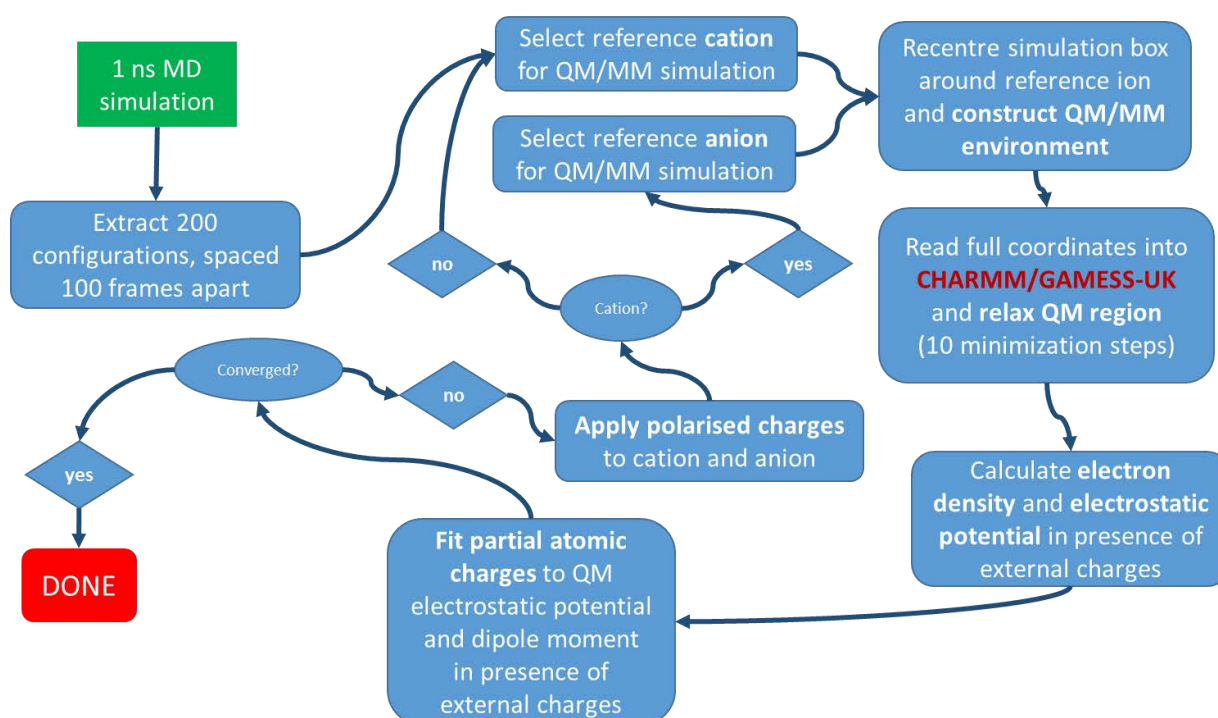 1 ns MD
simulation
Extract 200
configurations, spaced
100 frames apart
Select reference cation
for QM/MM simulation
Select reference anion
for QM/MM simulation
Recentre simulation box
around reference ion
and construct QM/MM
environment
Read full coordinates into
CHARMM/GAMESS-UK
and relax QM region
(10 minimization steps)
Calculate electron
density and electrostatic
potential in presence of
external charges
Fit partial atomic
charges to QM
electrostatic potential
and dipole moment
in presence of
external charges
Converged?
yes
DONE
no
Apply polarised charges
to cation and anion
Cation?
no
yes